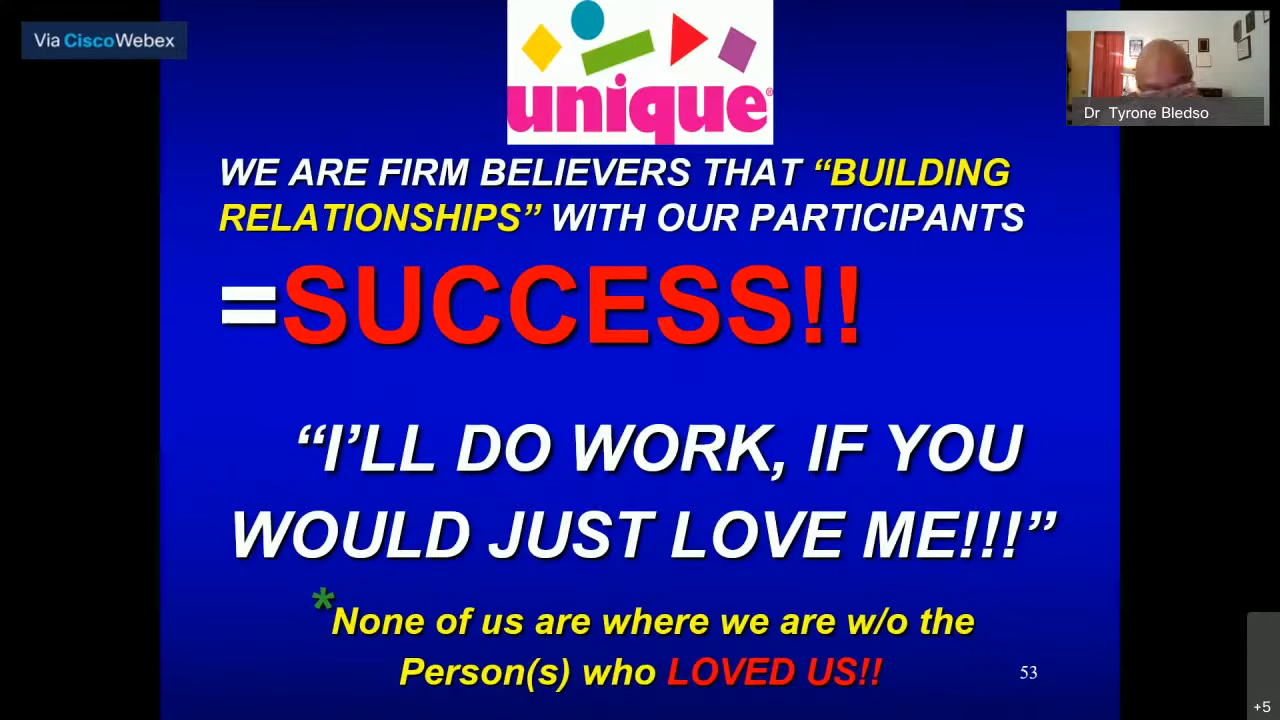 Via Cisco Webex
unique®
Dr Tyrone Bledso
WE ARE FIRM BELIEVERS THAT “BUILDING
RELATIONSHIPS” WITH OUR PARTICIPANTS
=SUCCESS!!
“I’LL DO WORK, IF YOU
WOULD JUST LOVE ME!!!”
*None of us are where we are w/o the
Person(s) who LOVED US!!
53
+5